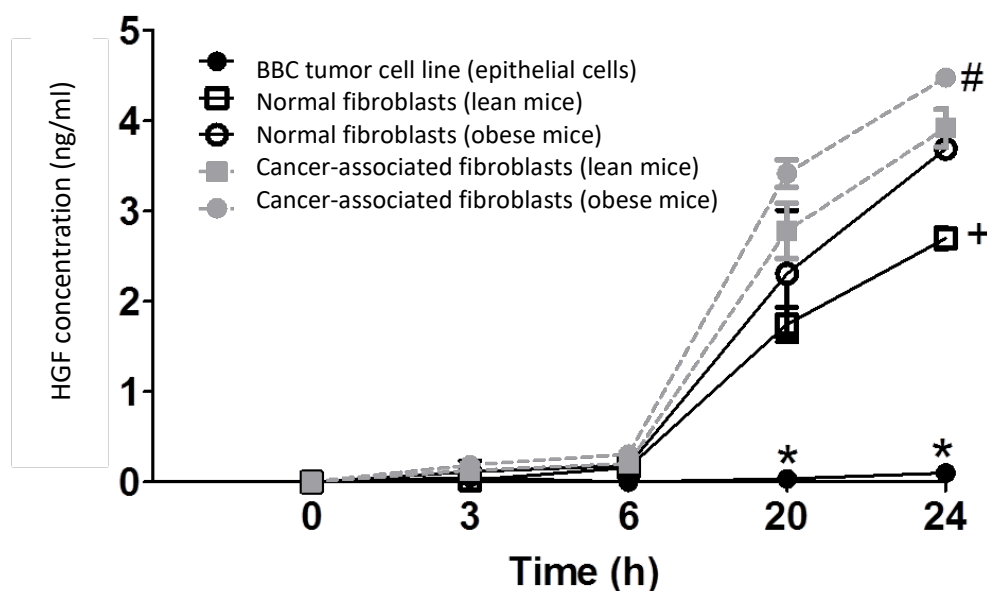 HGF concentration (ng/ml)
5
4
3
2
1
0
BBC tumor cell line (epithelial cells)
Normal fibroblasts (lean mice)
Normal fibroblasts (obese mice)
Cancer-associated fibroblasts (lean mice)
Cancer-associated fibroblasts (obese mice)
#
+
* *
0 3 6 20 24
Time (h)